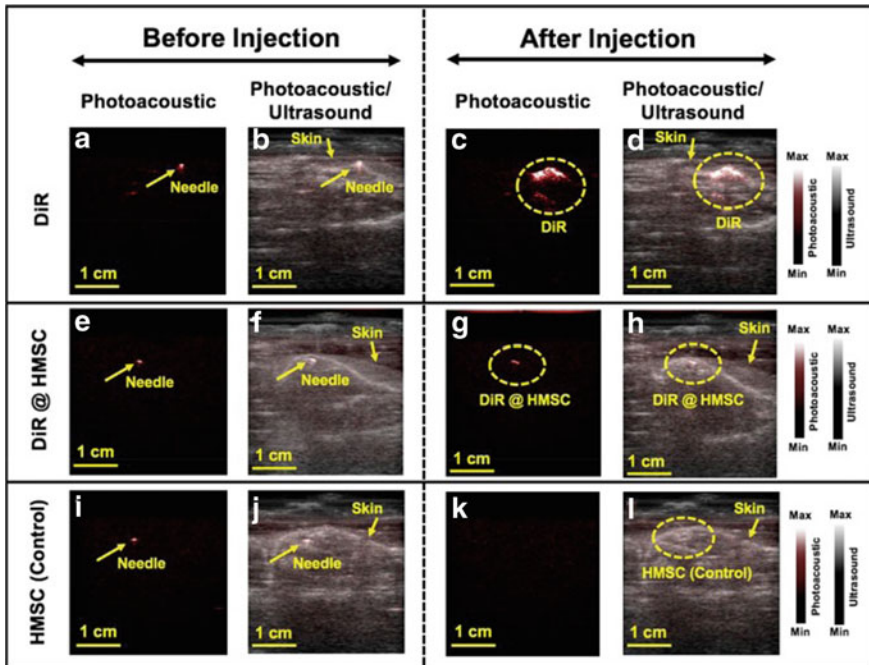 Before Injection
After Injection
Photoacoustic
Photoacoustic/
Ultrasound
Photoacoustic
Photoacoustic/
Ultrasound
DiR
a
Needle
1 cm
b
Skin
Needle
1 cm
c
DiR
1 cm
d
Skin
DiR
1 cm
Max
Photoacoustic
Min
Max
Ultrasound
Min
DiR @ HMSC
e
Needle
1 cm
f
Skin
Needle
1 cm
g
DiR @ HMSC
1 cm
h
Skin
DiR @ HMSC
1 cm
Max
Photoacoustic
Min
Max
Ultrasound
Min
HMSC (Control)
i
Needle
1 cm
j
Skin
Needle
1 cm
k
1 cm
l
Skin
HMSC (Control)
1 cm
Max
Photoacoustic
Min
Max
Ultrasound
Min